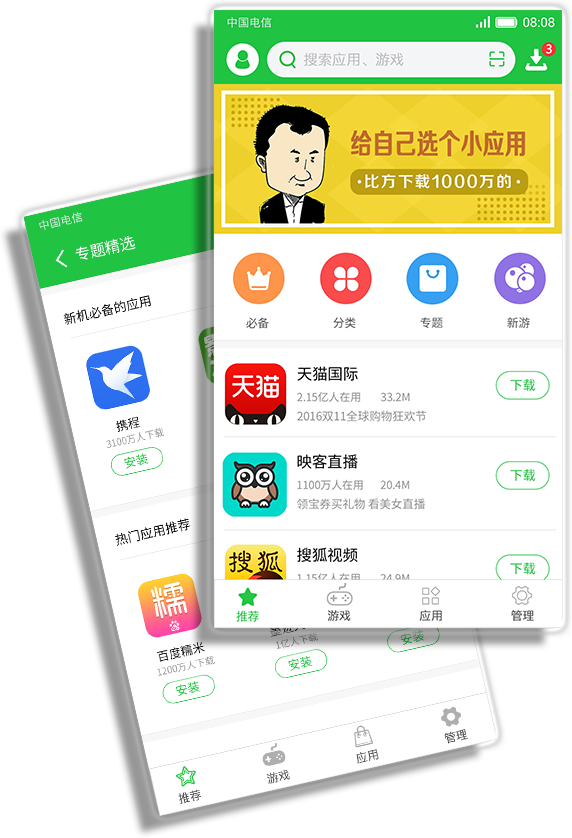 中国电信
08:08
搜索应用、游戏
3
给自己选个小应用
·比方下载1000万的·
必备
分类
专题
新游
天猫
天猫国际
2.15亿人在用 33.2M
2016双11全球购物狂欢节
下载
映客直播
1100万人在用 20.4M
领宝券买礼物 看美女直播
下载
搜狐
搜狐视频
1.15亿人在用 24.9M
下载
推荐
游戏
应用
管理
中国电信
专题精选
新机必备的应用
携程
3100万人下载
安装
热门应用推荐
糯
百度糯米
1200万人下载
安装
1亿人下载
安装
安装
推荐
游戏
应用
管理